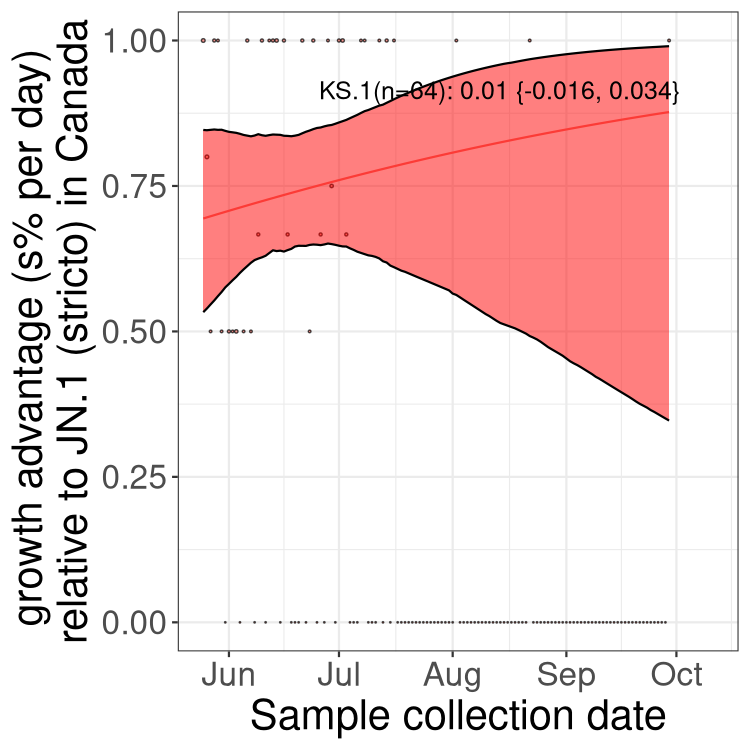 growth advantage (s% per day)
relative to JN.1 (stricto) in Canada
1.00
0.75
0.50
0.25
0.00
KS.1(n=64): 0.01 {-0.016, 0.034}
Jun Jul Aug Sep Oct
Sample collection date